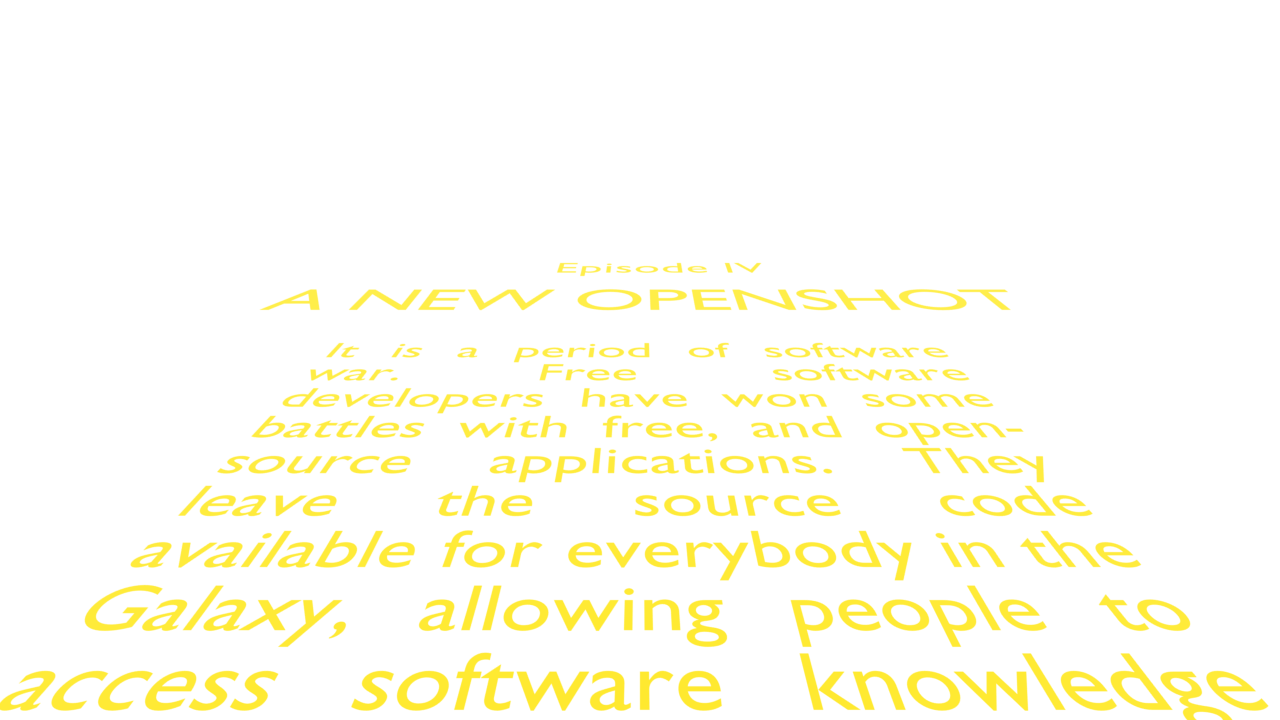 Episode IV
A NEW OPENSHOT
It is a period of software
war. Free software
developers have won some
battles with free, and open-
source applications. They
leave the source code
available for everybody in the
Galaxy, allowing people to
access software knowledge